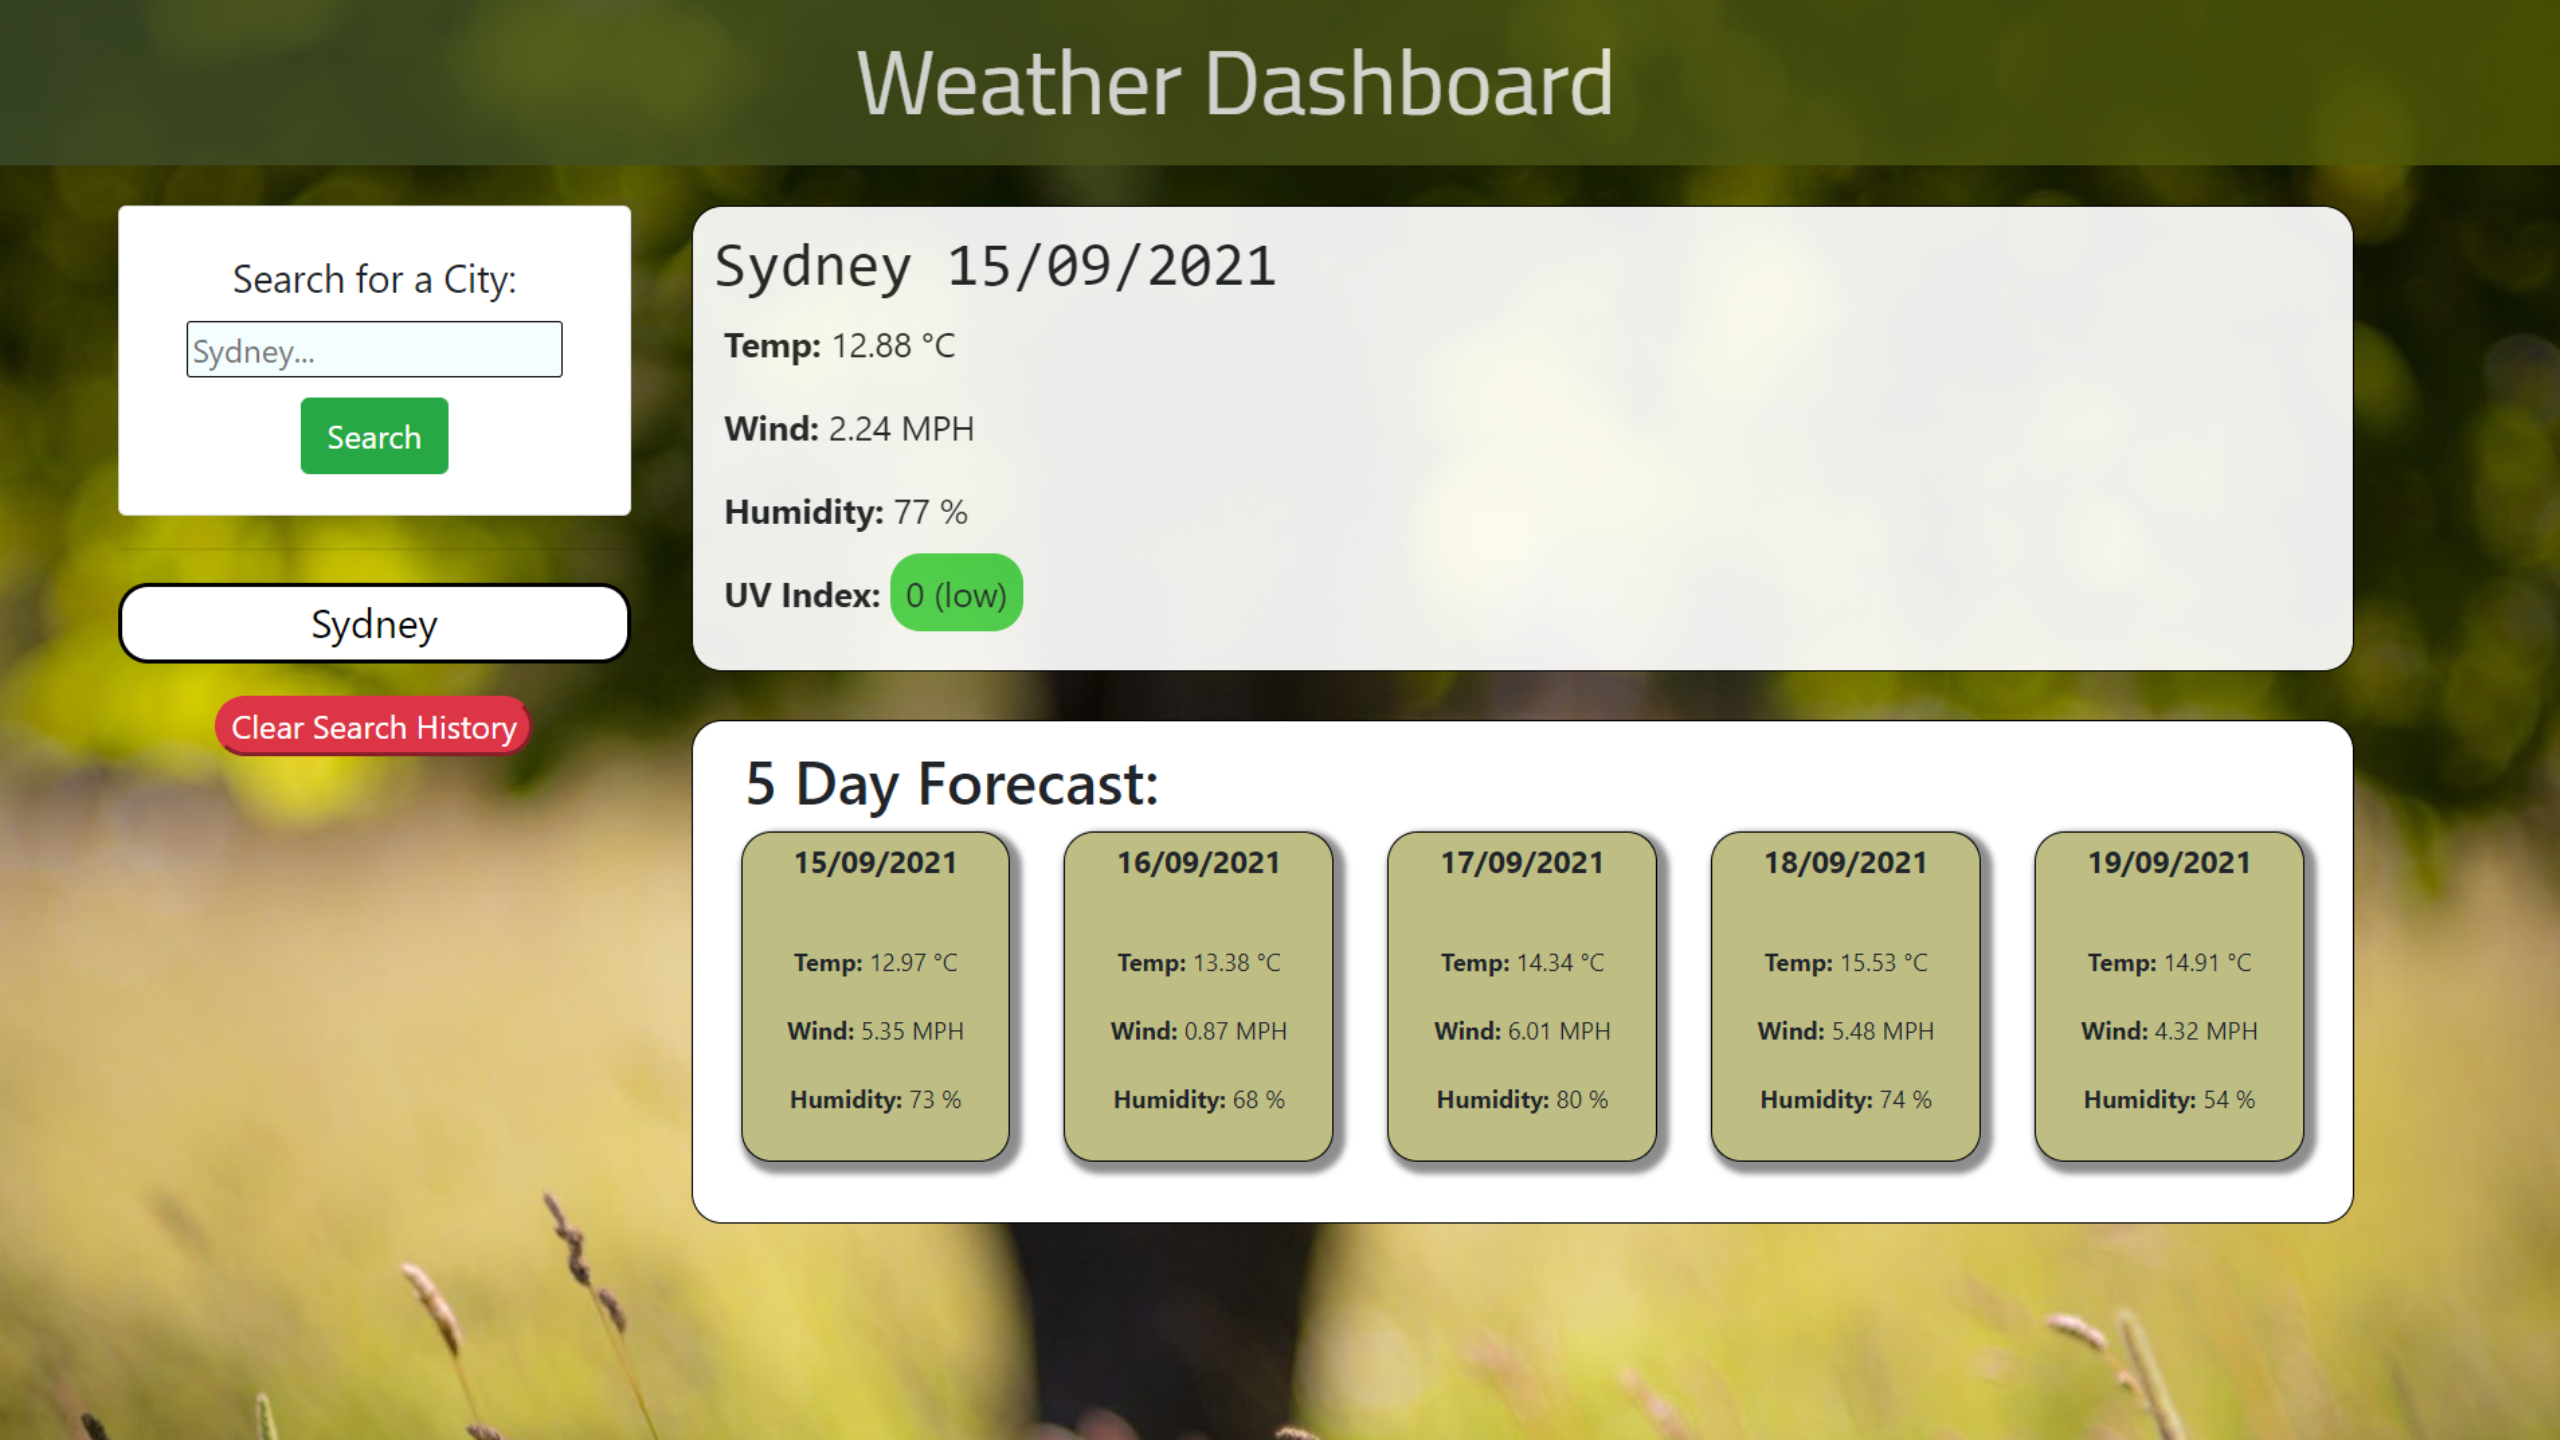 Weather Dashboard
Search for a City:
Sydney...
Search
Sydney
Clear Search History
Sydney 15/09/2021
Temp: 12.88 °C
Wind: 2.24 MPH
Humidity: 77 %
UV Index: 0 (low)
5 Day Forecast:
15/09/2021
Temp: 12.97 °C
Wind: 5.35 MPH
Humidity: 73 %
16/09/2021
Temp: 13.38 °C
Wind: 0.87 MPH
Humidity: 68 %
17/09/2021
Temp: 14.34 °C
Wind: 6.01 MPH
Humidity: 80 %
18/09/2021
Temp: 15.53 °C
Wind: 5.48 MPH
Humidity: 74 %
19/09/2021
Temp: 14.91 °C
Wind: 4.32 MPH
Humidity: 54 %